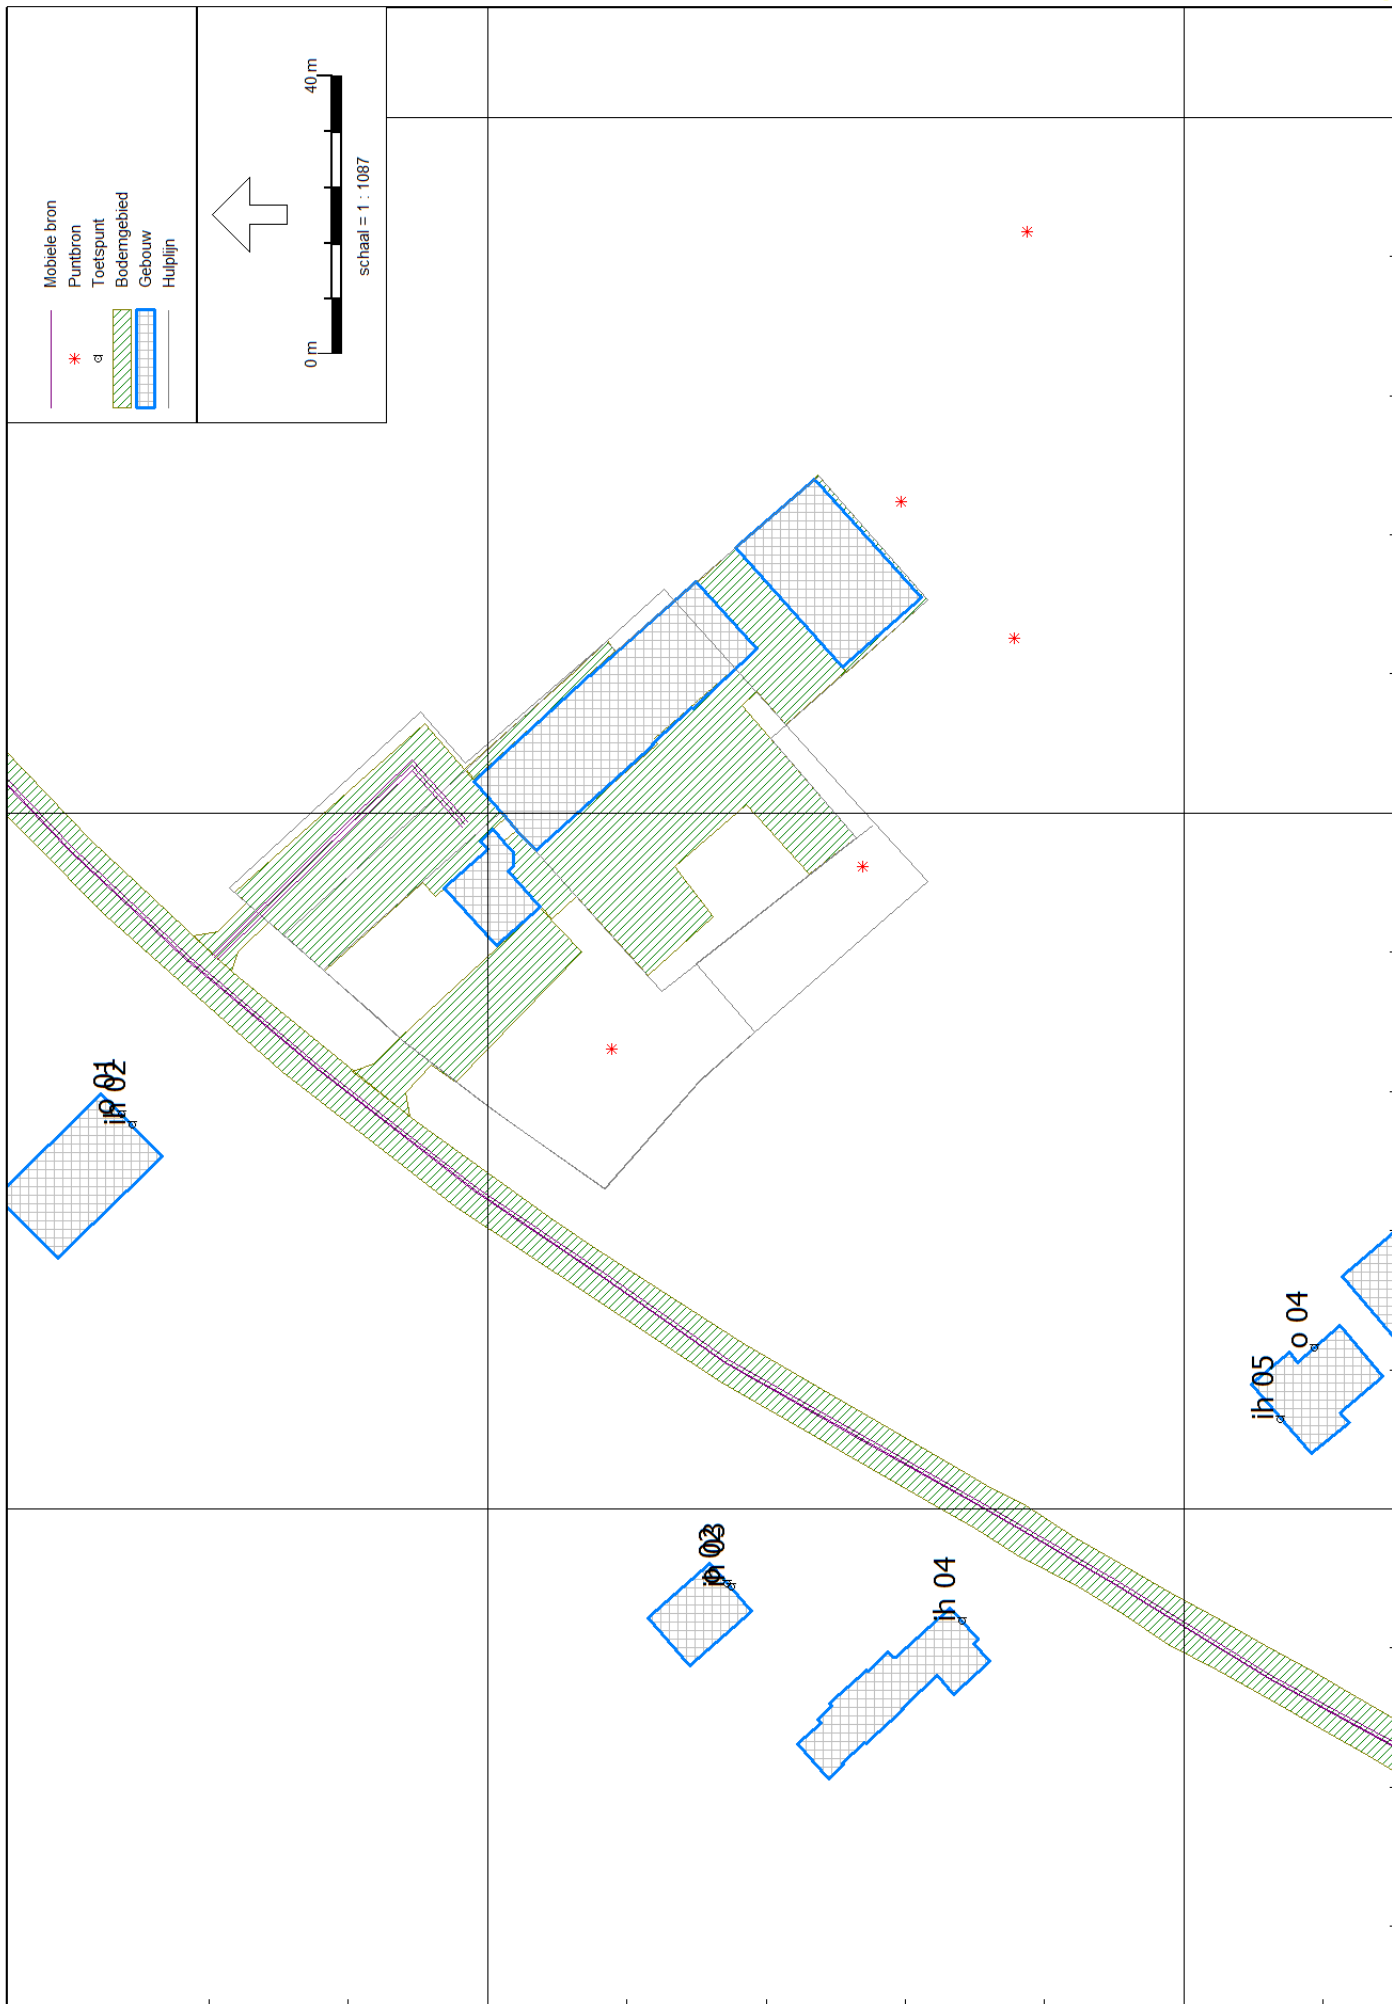 Mobiele bron
Puntbron
Toetspunt
Bodemgebied
Gebouw
Hulplijn
0 m
40 m
schaal = 1 : 1087
o 01
ih 02
ih 03
ih 04
ih 05
o 04